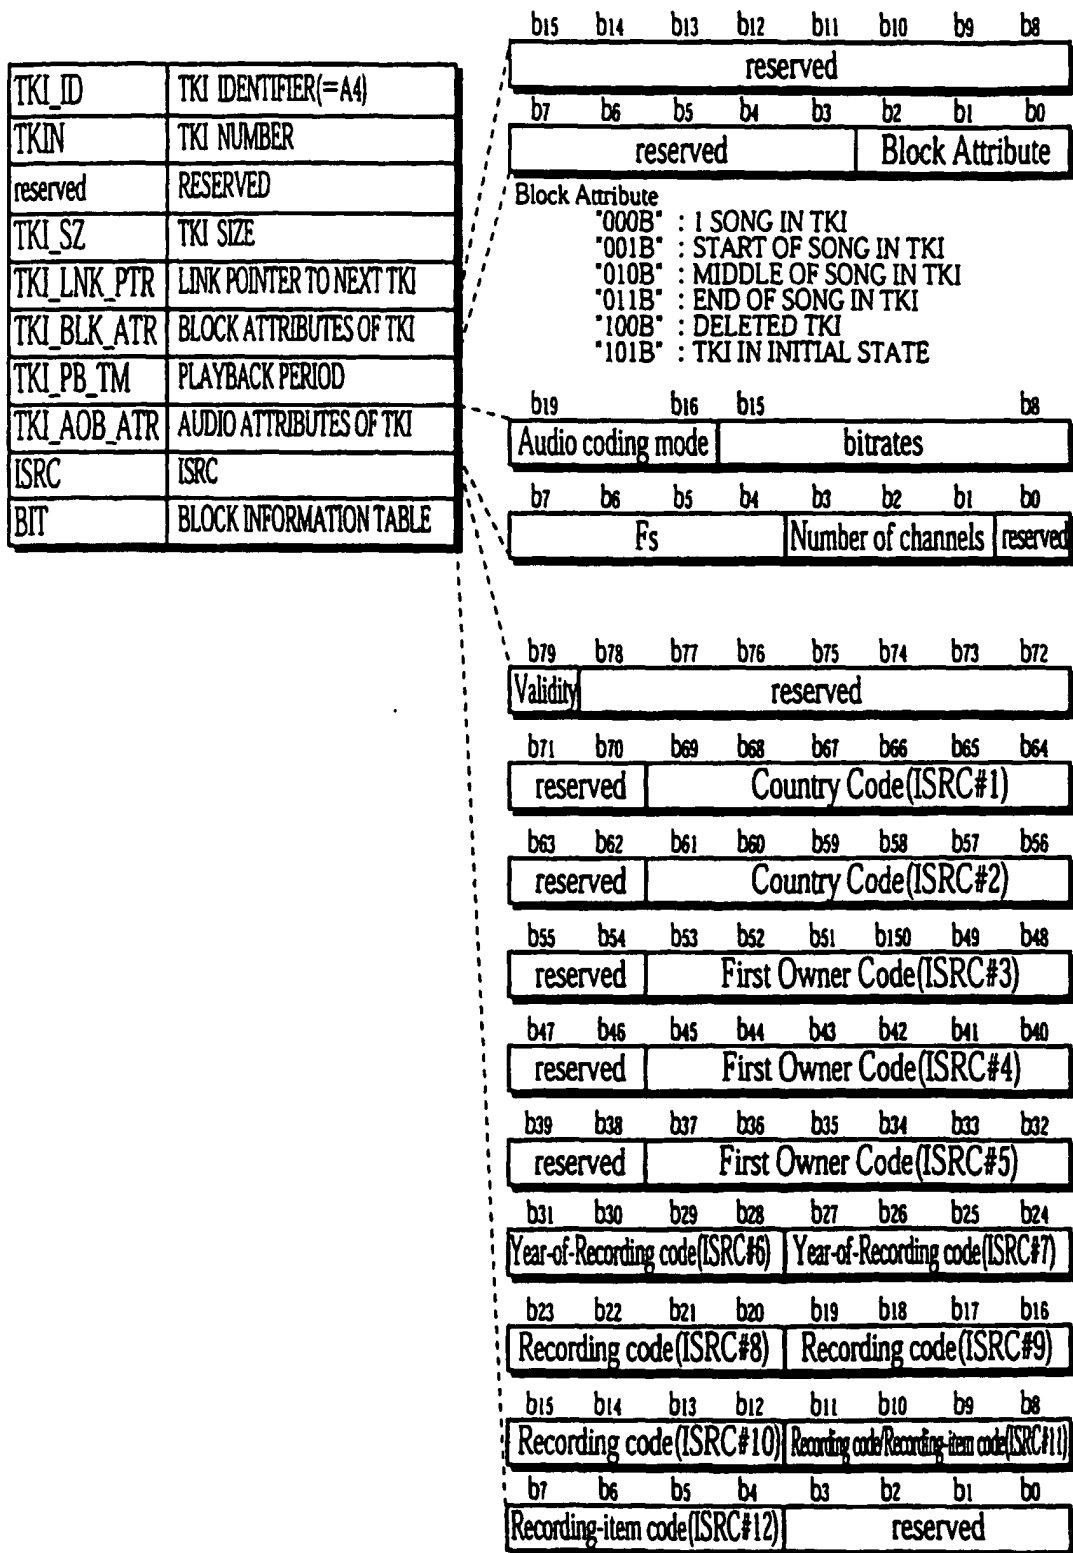 TKI_ID TKI IDENTIFIER(=A4)
TKIN TKI NUMBER
reserved RESERVED
TKI_SZ TKI SIZE
TKI_LNK_PTR LINK POINTER TO NEXT TKI
TKI_BLK_ATR BLOCK ATTRIBUTES OF TKI
TKI_PB_TM PLAYBACK PERIOD
TKI_AOB_ATR AUDIO ATTRIBUTES OF TKI
ISRC ISRC
BIT BLOCK INFORMATION TABLE
b15 b14 b13 b12 b11 b10 b9 b8
reserved
b7 b6 b5 b4 b3 b2 b1 b0
reserved Block Attribute
Block Attribute
"000B" : 1 SONG IN TKI
"001B" : START OF SONG IN TKI
"010B" : MIDDLE OF SONG IN TKI
"011B" : END OF SONG IN TKI
"100B" : DELETED TKI
"101B" : TKI IN INITIAL STATE
b19 b16 b15 b8
Audio coding mode bitrates
b7 b6 b5 b4 b3 b2 b1 b0
Fs Number of channels reserved
b79 b78 b77 b76 b75 b74 b73 b72
Validity reserved
b71 b70 b69 b68 b67 b66 b65 b64
reserved Country Code(ISRC#1)
b63 b62 b61 b60 b59 b58 b57 b56
reserved Country Code(ISRC#2)
b55 b54 b53 b52 b51 b150 b49 b48
reserved First Owner Code(ISRC#3)
b47 b46 b45 b44 b43 b42 b41 b40
reserved First Owner Code(ISRC#4)
b39 b38 b37 b36 b35 b34 b33 b32
reserved First Owner Code(ISRC#5)
b31 b30 b29 b28 b27 b26 b25 b24
Year-of-Recording code(ISRC#6) Year-of-Recording code(ISRC#7)
b23 b22 b21 b20 b19 b18 b17 b16
Recording code(ISRC#8) Recording code(ISRC#9)
b15 b14 b13 b12 b11 b10 b9 b8
Recording code(ISRC#10) Recording code/Recording-item code(ISRC#11)
b7 b6 b5 b4 b3 b2 b1 b0
Recording-item code(ISRC#12) reserved